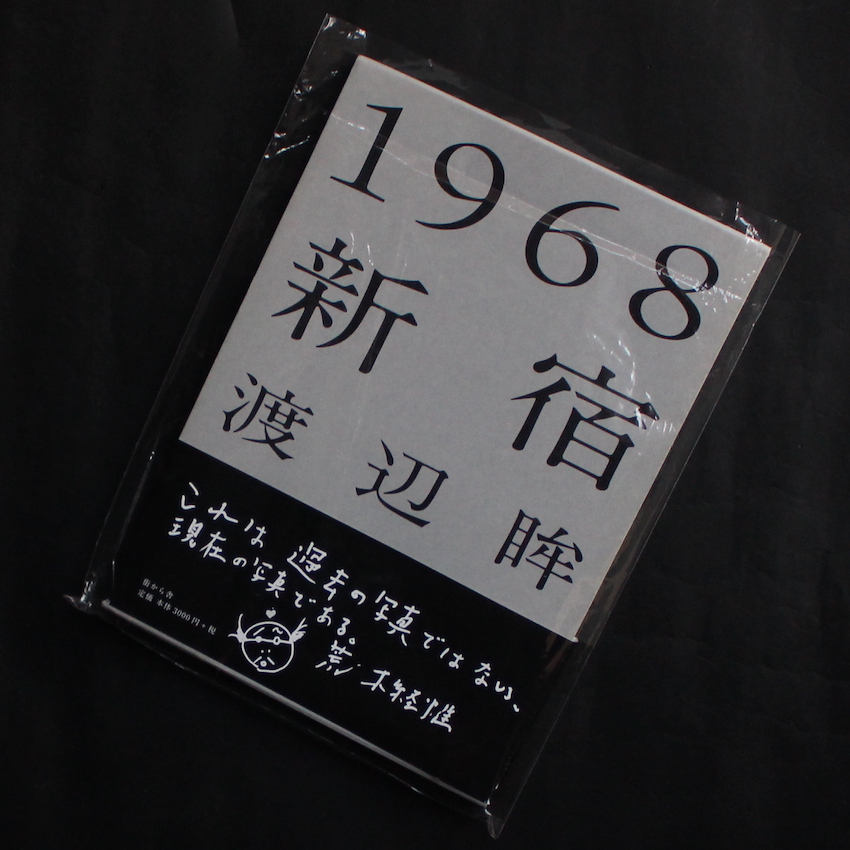 1968
新宿
渡辺眸
これは、過去の写真ではない、
現在の写真である。
荒木経惟
街から舎
定価 本体3000円+税